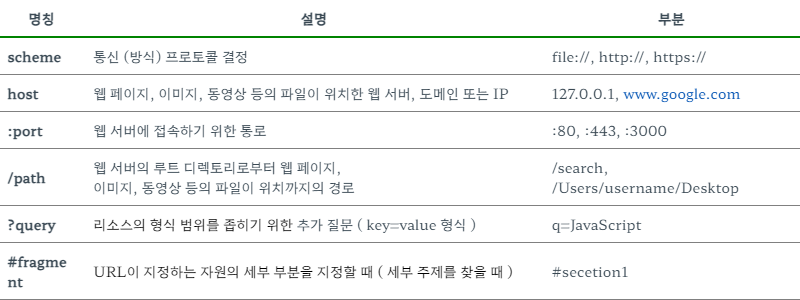 명칭 설명 부분
scheme 통신 (방식) 프로토콜 결정 file://, http://, https://
host 웹 페이지, 이미지, 동영상 등의 파일이 위치한 웹 서버, 도메인 또는 IP 127.0.0.1, www.google.com
:port 웹 서버에 접속하기 위한 통로 :80, :443, :3000
/path 웹 서버의 루트 디렉토리로부터 웹 페이지,
이미지, 동영상 등의 파일이 위치까지의 경로 /search,
/Users/username/Desktop
?query 리소스의 형식 범위를 좁히기 위한 추가 질문 ( key=value 형식 ) q=JavaScript
#fragme
nt URL이 지정하는 자원의 세부 부분을 지정할 때 ( 세부 주제를 찾을 때 ) #secetion1